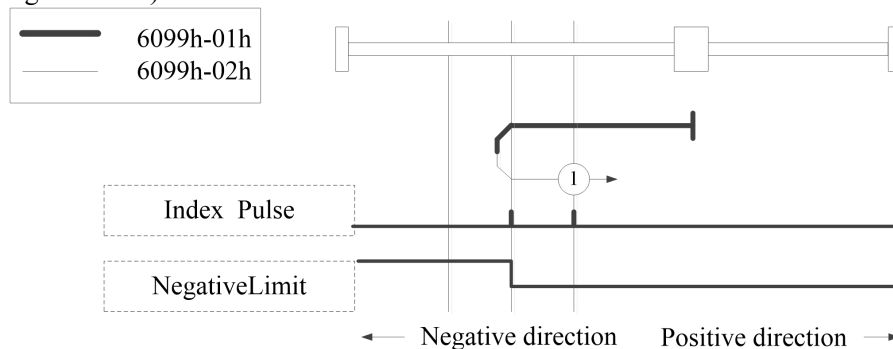 6099h-01h
6099h-02h
1
Index Pulse
NegativeLimit
Negative direction
Positive direction